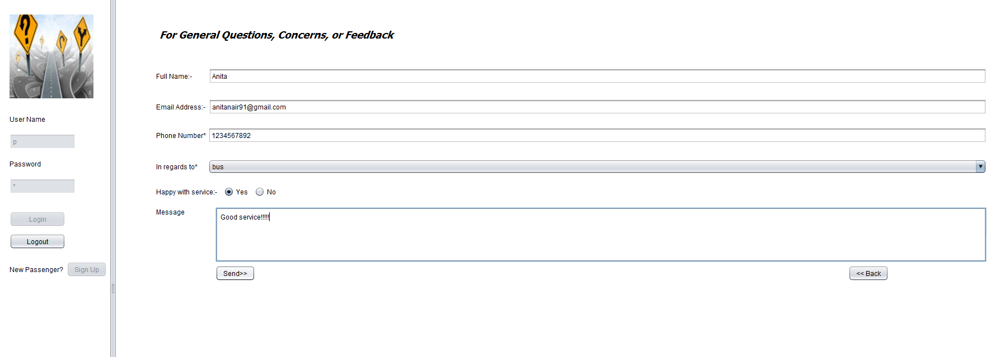 User Name
p
Password
*
Login
Logout
New Passenger? Sign Up
For General Questions, Concerns, or Feedback
Full Name:- Anita
Email Address:- anitanair91@gmail.com
Phone Number* 1234567892
In regards to* bus
Happy with service:- Yes No
Message Good service!!!!!
Send>> << Back